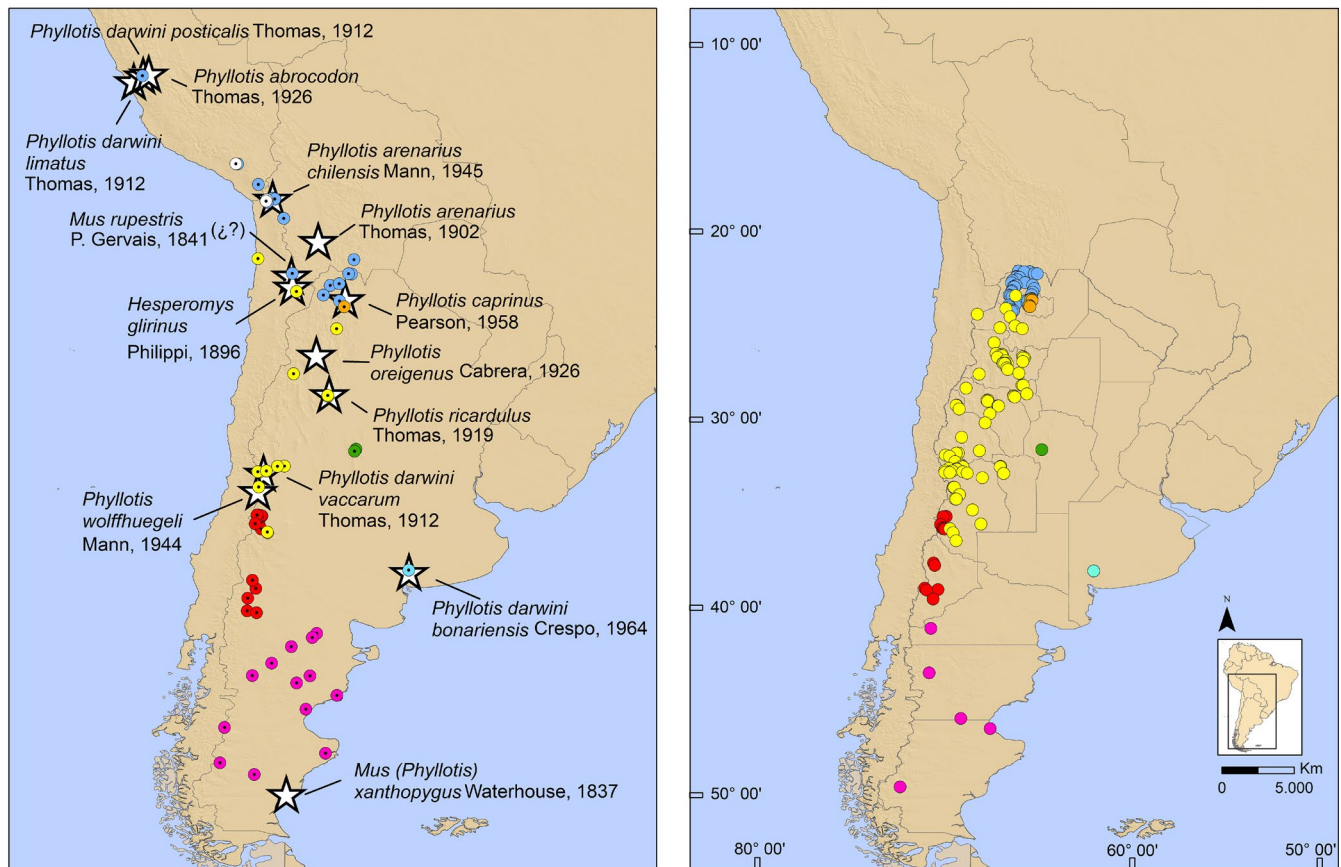 Phyllotis darwini posticalis Thomas, 1912
Phyllotis abrocodon
Thomas, 1926
Phyllotis darwini
limatus
Thomas, 1912
Phyllotis arenarius
chilensis Mann, 1945
Mus rupestris
P. Gervais, 1841 (¿?)
Phyllotis arenarius
Thomas, 1902
Hesperomys
glirinus
Philippi, 1896
Phyllotis caprinus
Pearson, 1958
Phyllotis
oreigenus Cabrera, 1926
Phyllotis ricardulus
Thomas, 1919
Phyllotis darwini
vaccarum
Thomas, 1912
Phyllotis
wolffhuegeli
Mann, 1944
Phyllotis darwini
bonariensis Crespo, 1964
Mus (Phyllotis)
xanthopygus Waterhouse, 1837
10° 00'
20° 00'
30° 00'
40° 00'
50° 00'
N
Km
0 5.000
80° 00'
60° 00'
50° 00'